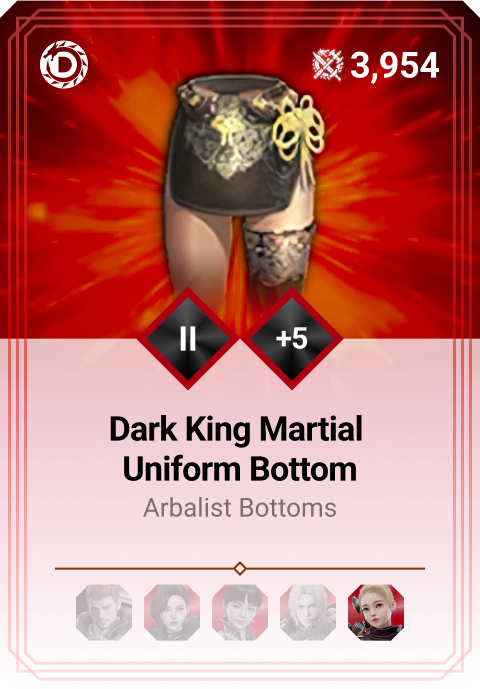 D
3,954
II
+5
Dark King Martial
Uniform Bottom
Arbalist Bottoms